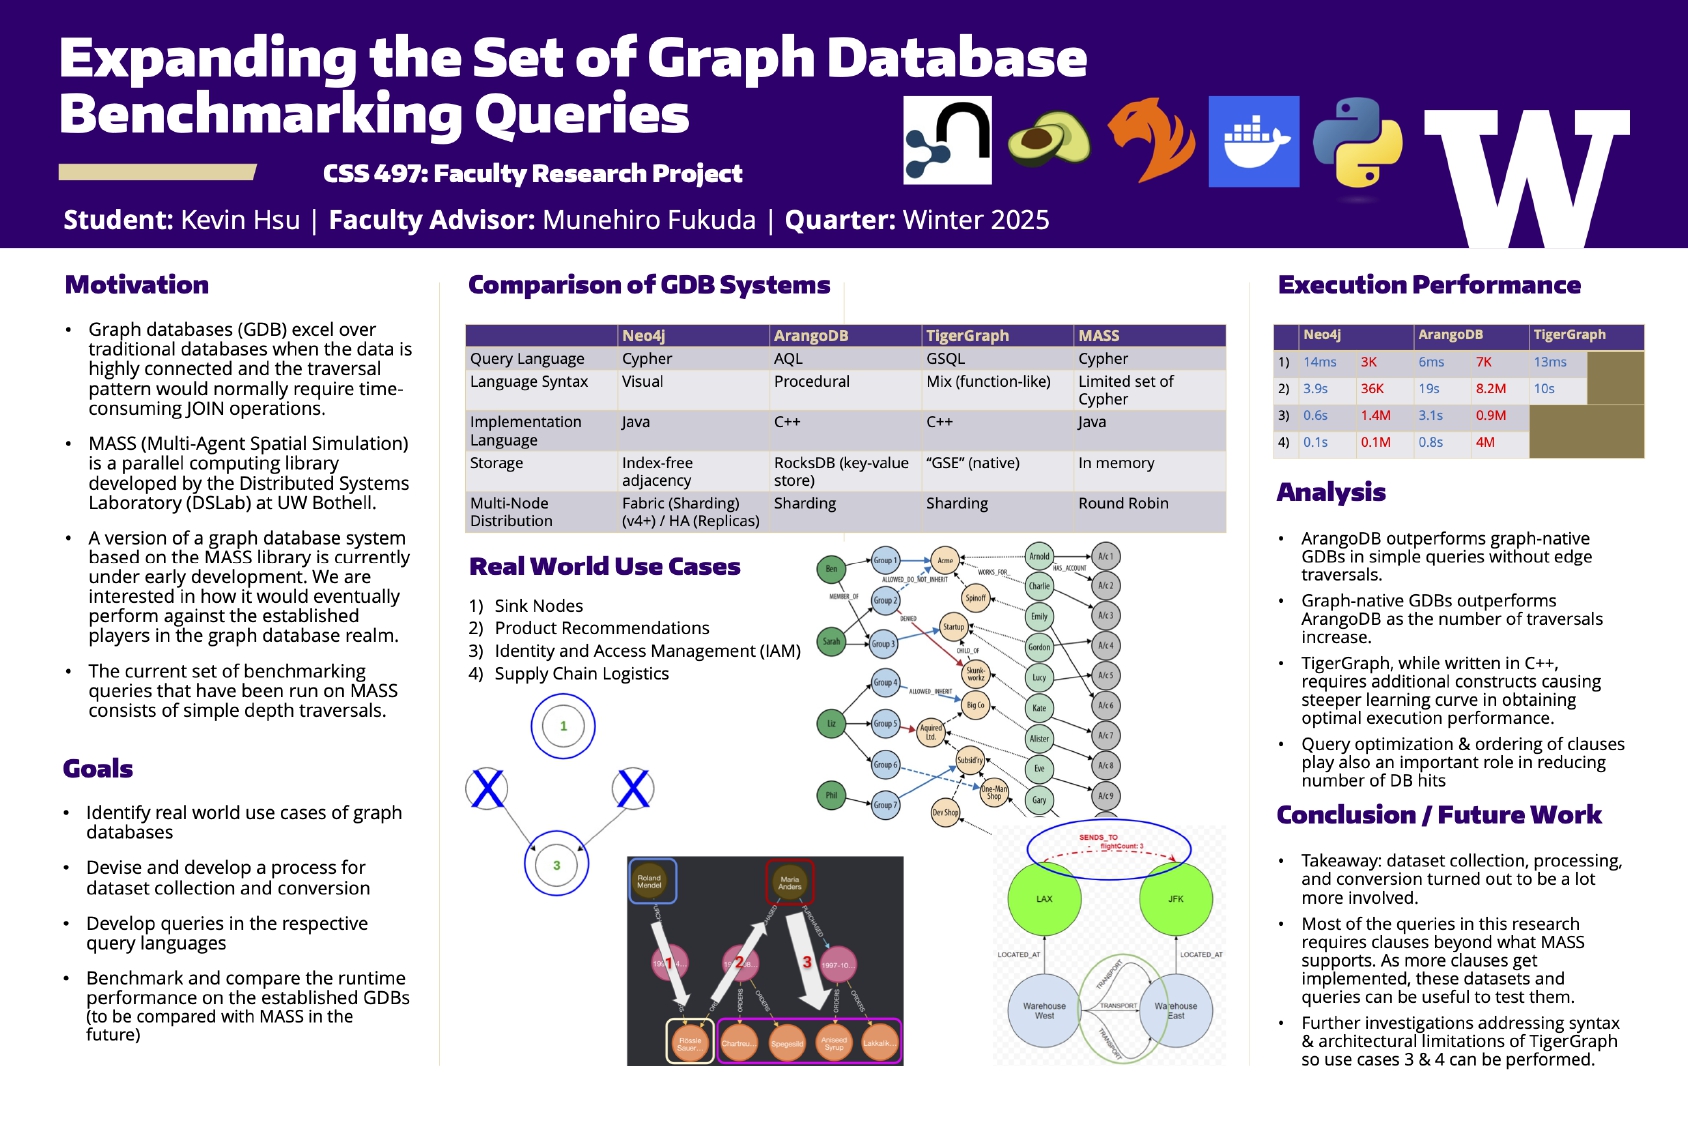 Expanding the Set of Graph Database
Benchmarking Queries
CSS 497: Faculty Research Project
Student: Kevin Hsu | Faculty Advisor: Munehiro Fukuda | Quarter: Winter 2025
W
Motivation
• Graph databases (GDB) excel over
traditional databases when the data is
highly connected and the traversal
pattern would normally require time-
consuming JOIN operations.
• MASS (Multi-Agent Spatial Simulation)
is a parallel computing library
developed by the Distributed Systems
Laboratory (DSLab) at UW Bothell.
• A version of a graph database system
based on the MASS library is currently
under early development. We are
interested in how it would eventually
perform against the established
players in the graph database realm.
• The current set of benchmarking
queries that have been run on MASS
consists of simple depth traversals.
Goals
• Identify real world use cases of graph
databases
• Devise and develop a process for
dataset collection and conversion
• Develop queries in the respective
query languages
• Benchmark and compare the runtime
performance on the established GDBs
(to be compared with MASS in the
future)
Comparison of GDB Systems
Neo4j ArangoDB TigerGraph MASS
Query Language Cypher AQL GSQL Cypher
Language Syntax Visual Procedural Mix (function-like) Limited set of
Cypher
Implementation Java C++ C++ Java
Language
Storage Index-free RocksDB (key-value “GSE” (native) In memory
adjacency store)
Multi-Node Fabric (Sharding) Sharding Sharding Round Robin
Distribution (v4+) / HA (Replicas)
Real World Use Cases
1) Sink Nodes
2) Product Recommendations
3) Identity and Access Management (IAM)
4) Supply Chain Logistics
1
X X
3
Ben
Sarah
Liz
Phil
MEMBER_OF
Group 1
Group 2
Group 3
Group 4
Group 5
Group 6
Group 7
ALLOWED_DO_NOT_INHERIT
DENIED
ALLOWED_INHERIT
Acme
Spinoff
Startup
CHILD_OF
Skunk-
workz
Big Co
Aquired
Ltd.
Subsid'ry
One-Man
Shop
Dev Shop
WORKS_FOR
HAS_ACCOUNT
Arnold
Charlie
Emily
Gordon
Lucy
Kate
Alister
Eve
Gary
A/c 1
A/c 2
A/c 3
A/c 4
A/c 5
A/c 6
A/c 7
A/c 8
A/c 9
Roland
Mendel
Maria
Anders
PURCHASED
1 2 3
1997-10...
ORDERS ORDERS ORDERS ORDERS
Rössle
Sauer...
Chartreu...
Spegesild
Aniseed
Syrup
Lakkalik...
SENDS_TO
flightCount: 3
LAX JFK
LOCATED_AT LOCATED_AT
TRANSPORT
TRANSPORT
TRANSPORT
Warehouse
West
Warehouse
East
Execution Performance
Neo4j ArangoDB TigerGraph
1) 14ms 3K 6ms 7K 13ms
2) 3.9s 36K 19s 8.2M 10s
3) 0.6s 1.4M 3.1s 0.9M
4) 0.1s 0.1M 0.8s 4M
Analysis
• ArangoDB outperforms graph-native
GDBs in simple queries without edge
traversals.
• Graph-native GDBs outperforms
ArangoDB as the number of traversals
increase.
• TigerGraph, while written in C++,
requires additional constructs causing
steeper learning curve in obtaining
optimal execution performance.
• Query optimization & ordering of clauses
play also an important role in reducing
number of DB hits
Conclusion / Future Work
• Takeaway: dataset collection, processing,
and conversion turned out to be a lot
more involved.
• Most of the queries in this research
requires clauses beyond what MASS
supports. As more clauses get
implemented, these datasets and
queries can be useful to test them.
• Further investigations addressing syntax
& architectural limitations of TigerGraph
so use cases 3 & 4 can be performed.